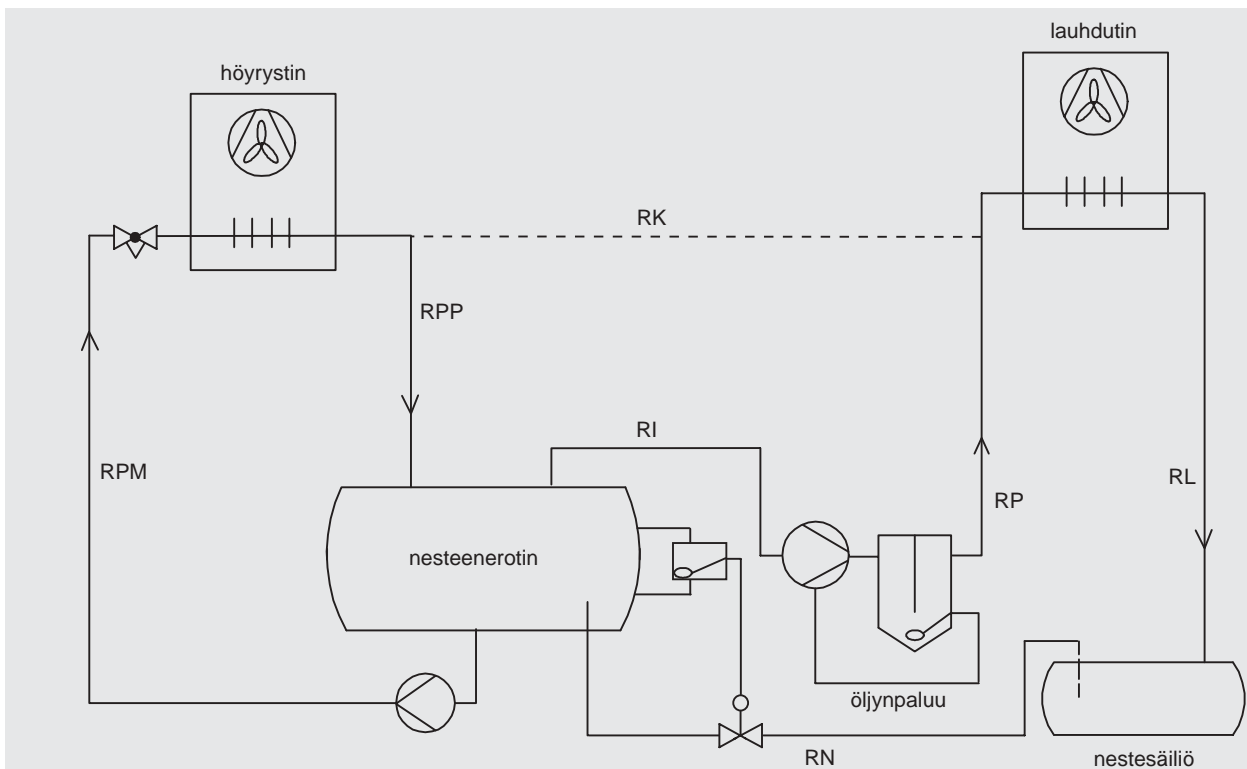 lauhdutin
höyrystin
RK
RPP
RI
RPM
RP
RL
nesteenerotin
öljynpaluu
RN
nestesäiliö